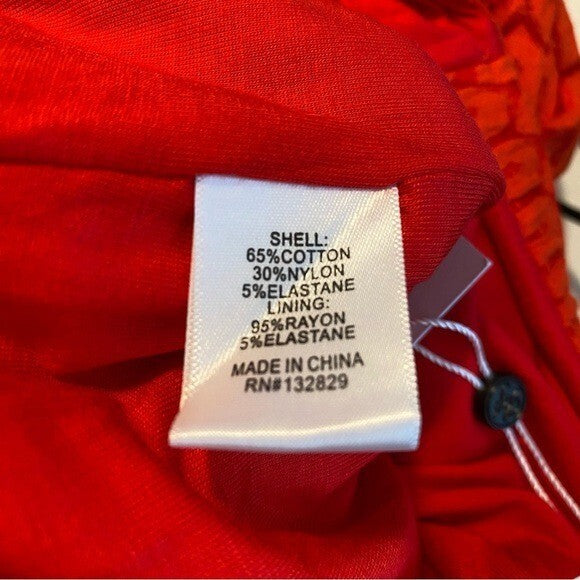 SHELL:
65%COTTON
30%NYLON
5%ELASTANE
LINING:
95%RAYON
5%ELASTANE
MADE IN CHINA
RN#132829